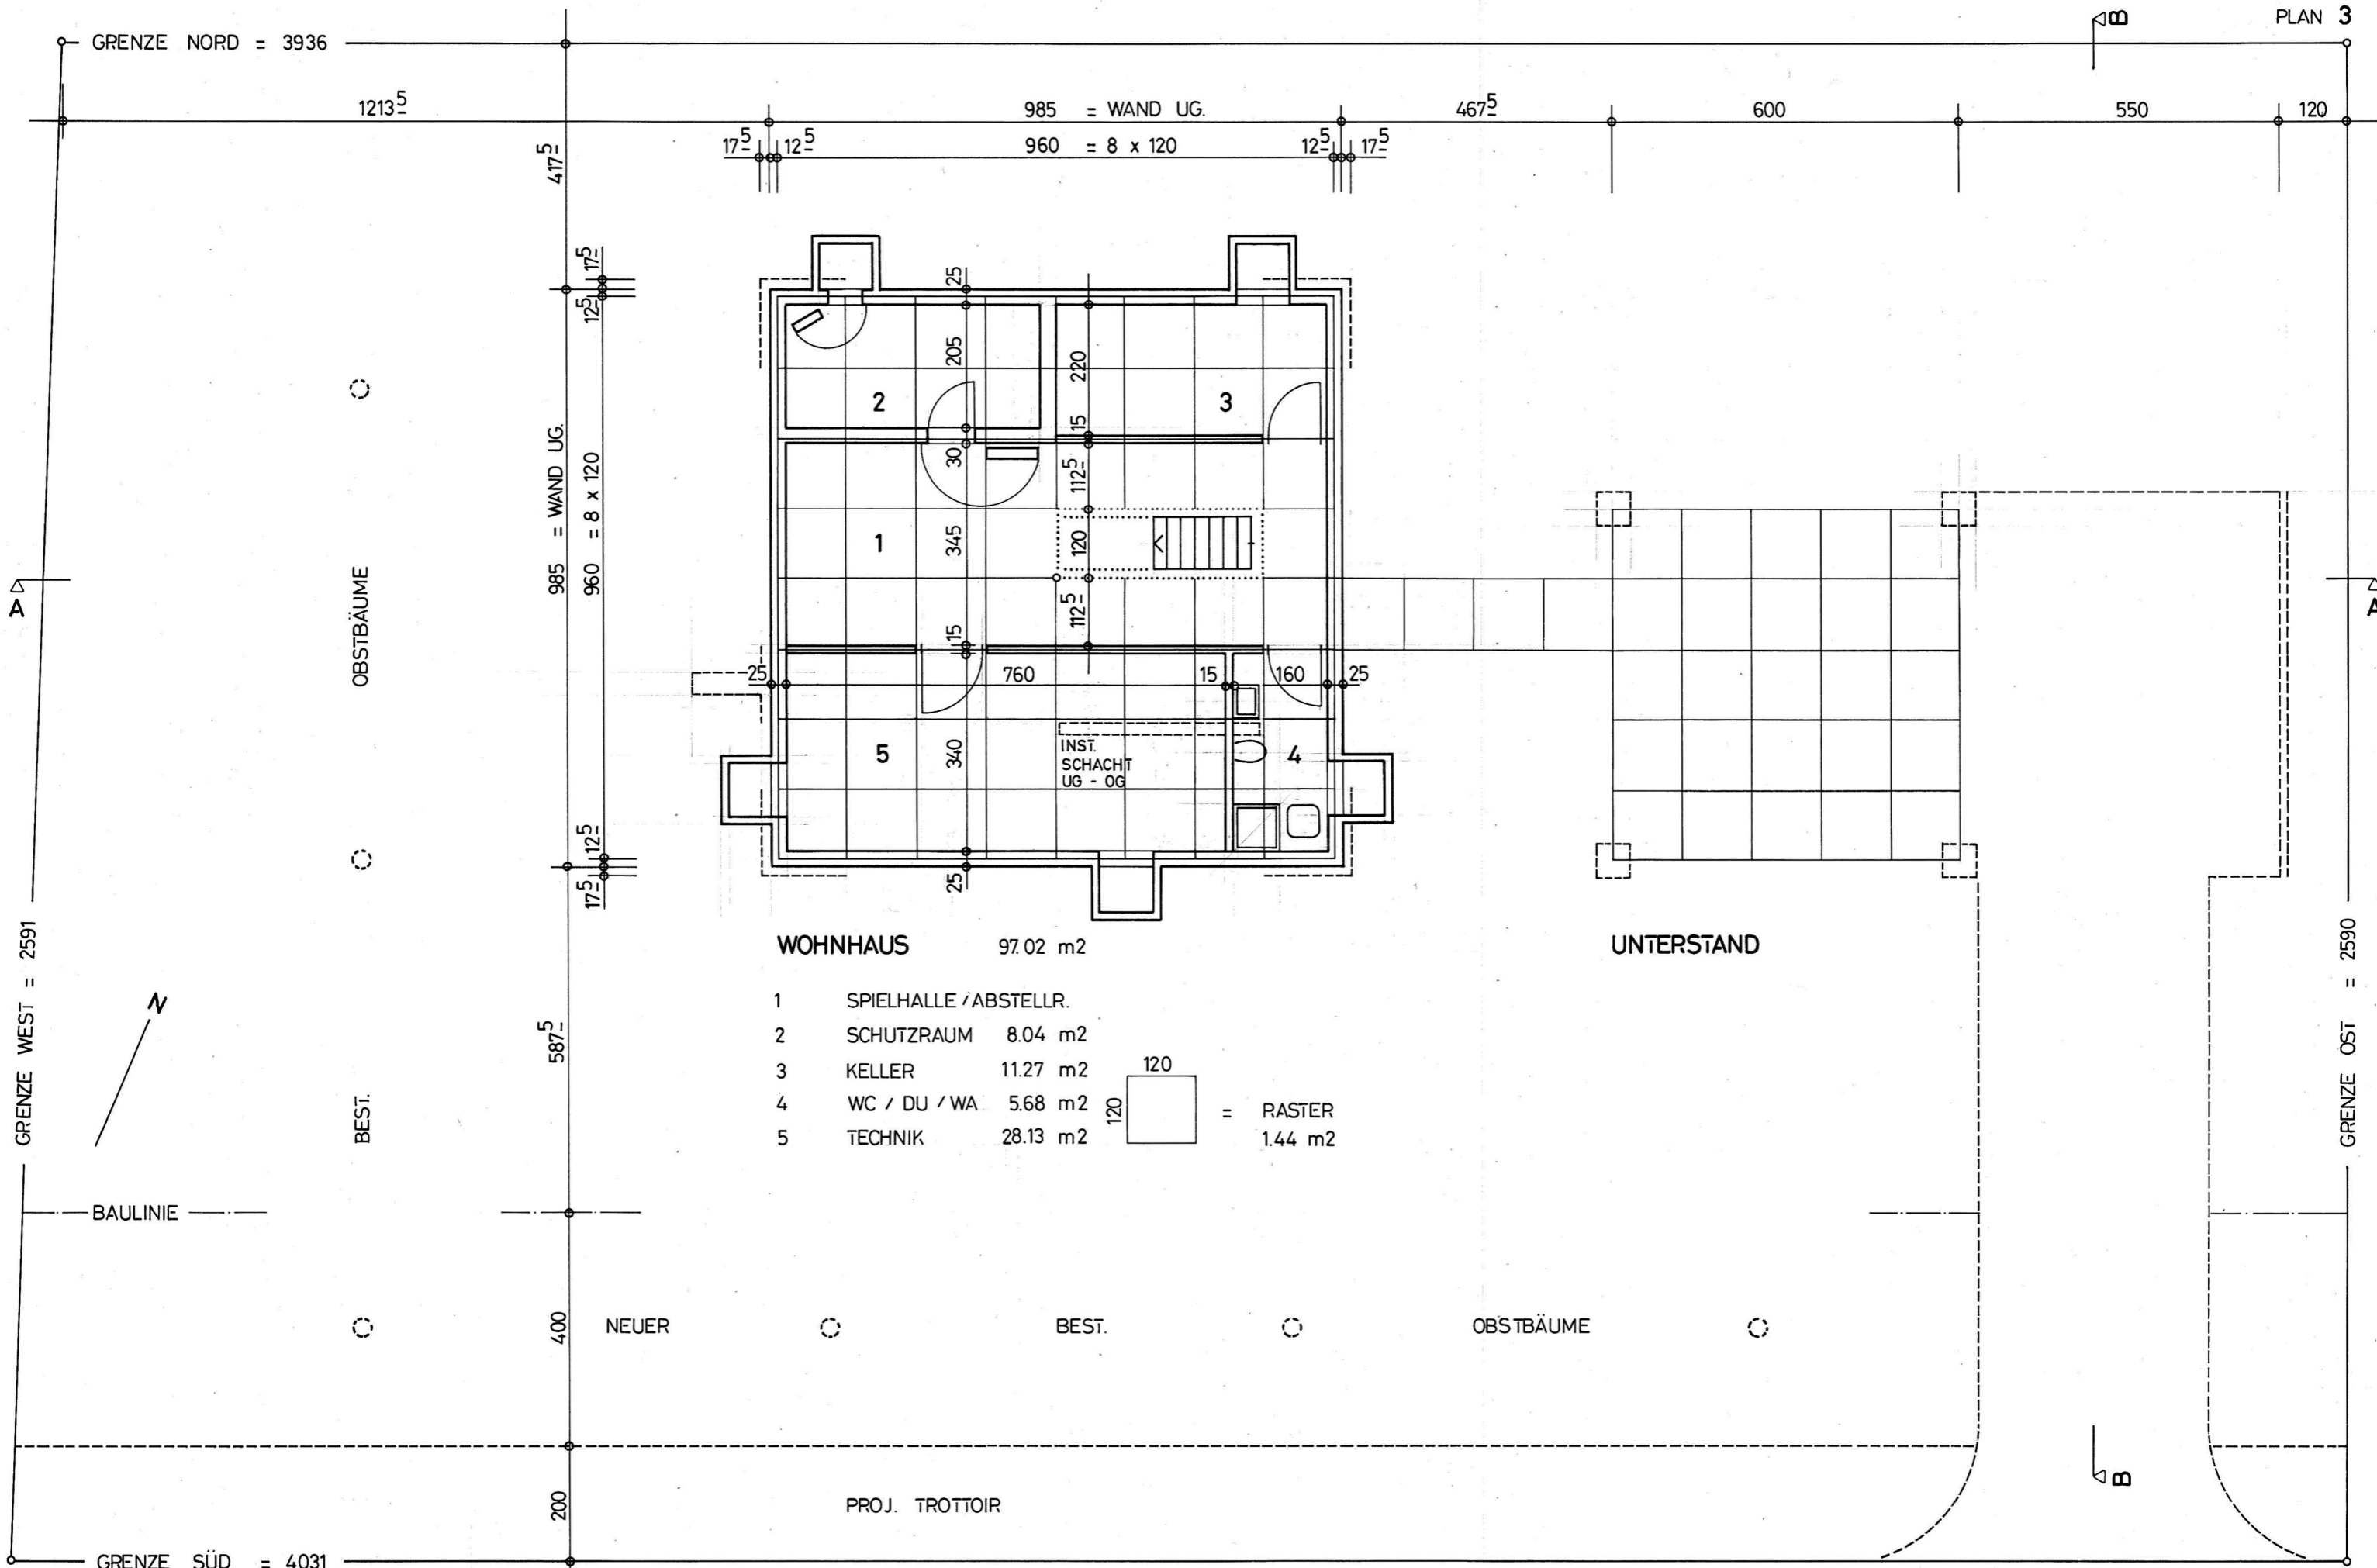 PLAN 3
B
GRENZE NORD = 3936
1213⁵
985 = WAND UG.
467⁵
600
550
120
17⁵
12⁵
960 = 8 x 120
12⁵
17⁵
417⁵
17⁵
12⁵
985 = WAND UG.
960 = 8 x 120
12⁵
17⁵
587⁵
400
200
25
205
30
345
15
340
25
220
15
112⁵
120
112⁵
25
760
15
160
25
2
3
1
5
4
INST.
SCHACHT
UG - OG
A
A
OBSTBÄUME
BEST.
GRENZE WEST = 2591
GRENZE OST = 2590
N
WOHNHAUS 97.02 m2
UNTERSTAND
1 SPIELHALLE / ABSTELLR.
2 SCHUTZRAUM 8.04 m2
3 KELLER 11.27 m2
4 WC / DU / WA 5.68 m2
5 TECHNIK 28.13 m2
120
120
= RASTER
1.44 m2
BAULINIE
NEUER BEST. OBSTBÄUME
B
PROJ. TROTTOIR
GRENZE SÜD = 4031